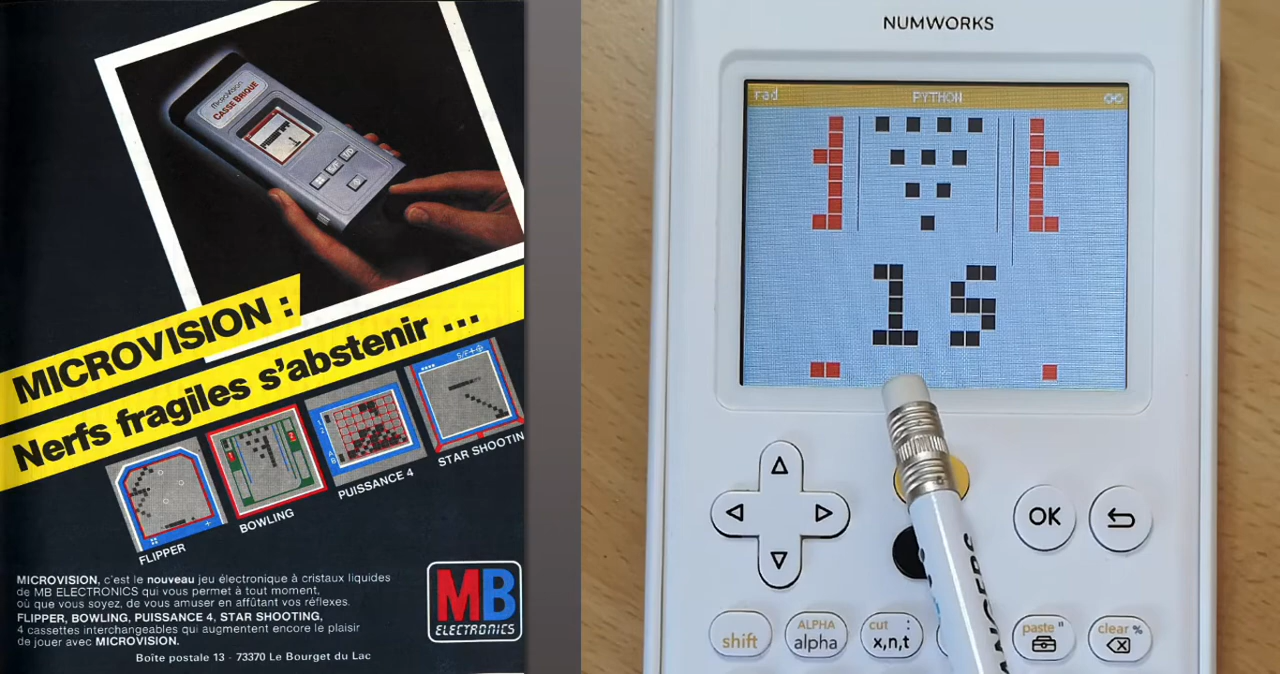 Microvision
CASSE BRIQUE
1
MICROVISION :
Nerfs fragiles s'abstenir ...
FLIPPER
BOWLING
PUISSANCE 4
STAR SHOOTIN
MICROVISION, c'est le nouveau jeu électronique à cristaux liquides
de MB ELECTRONICS qui vous permet à tout moment,
où que vous soyez, de vous amuser en affûtant vos réflexes.
FLIPPER, BOWLING, PUISSANCE 4, STAR SHOOTING,
4 cassettes interchangeables qui augmentent encore le plaisir
de jouer avec MICROVISION.
Boîte postale 13 - 73370 Le Bourget du Lac
MB
ELECTRONICS
NUMWORKS
rad PYTHON
15
OK
shift
ALPHA
alpha
cut :
x,n,t
paste "
clear %
ANGERS